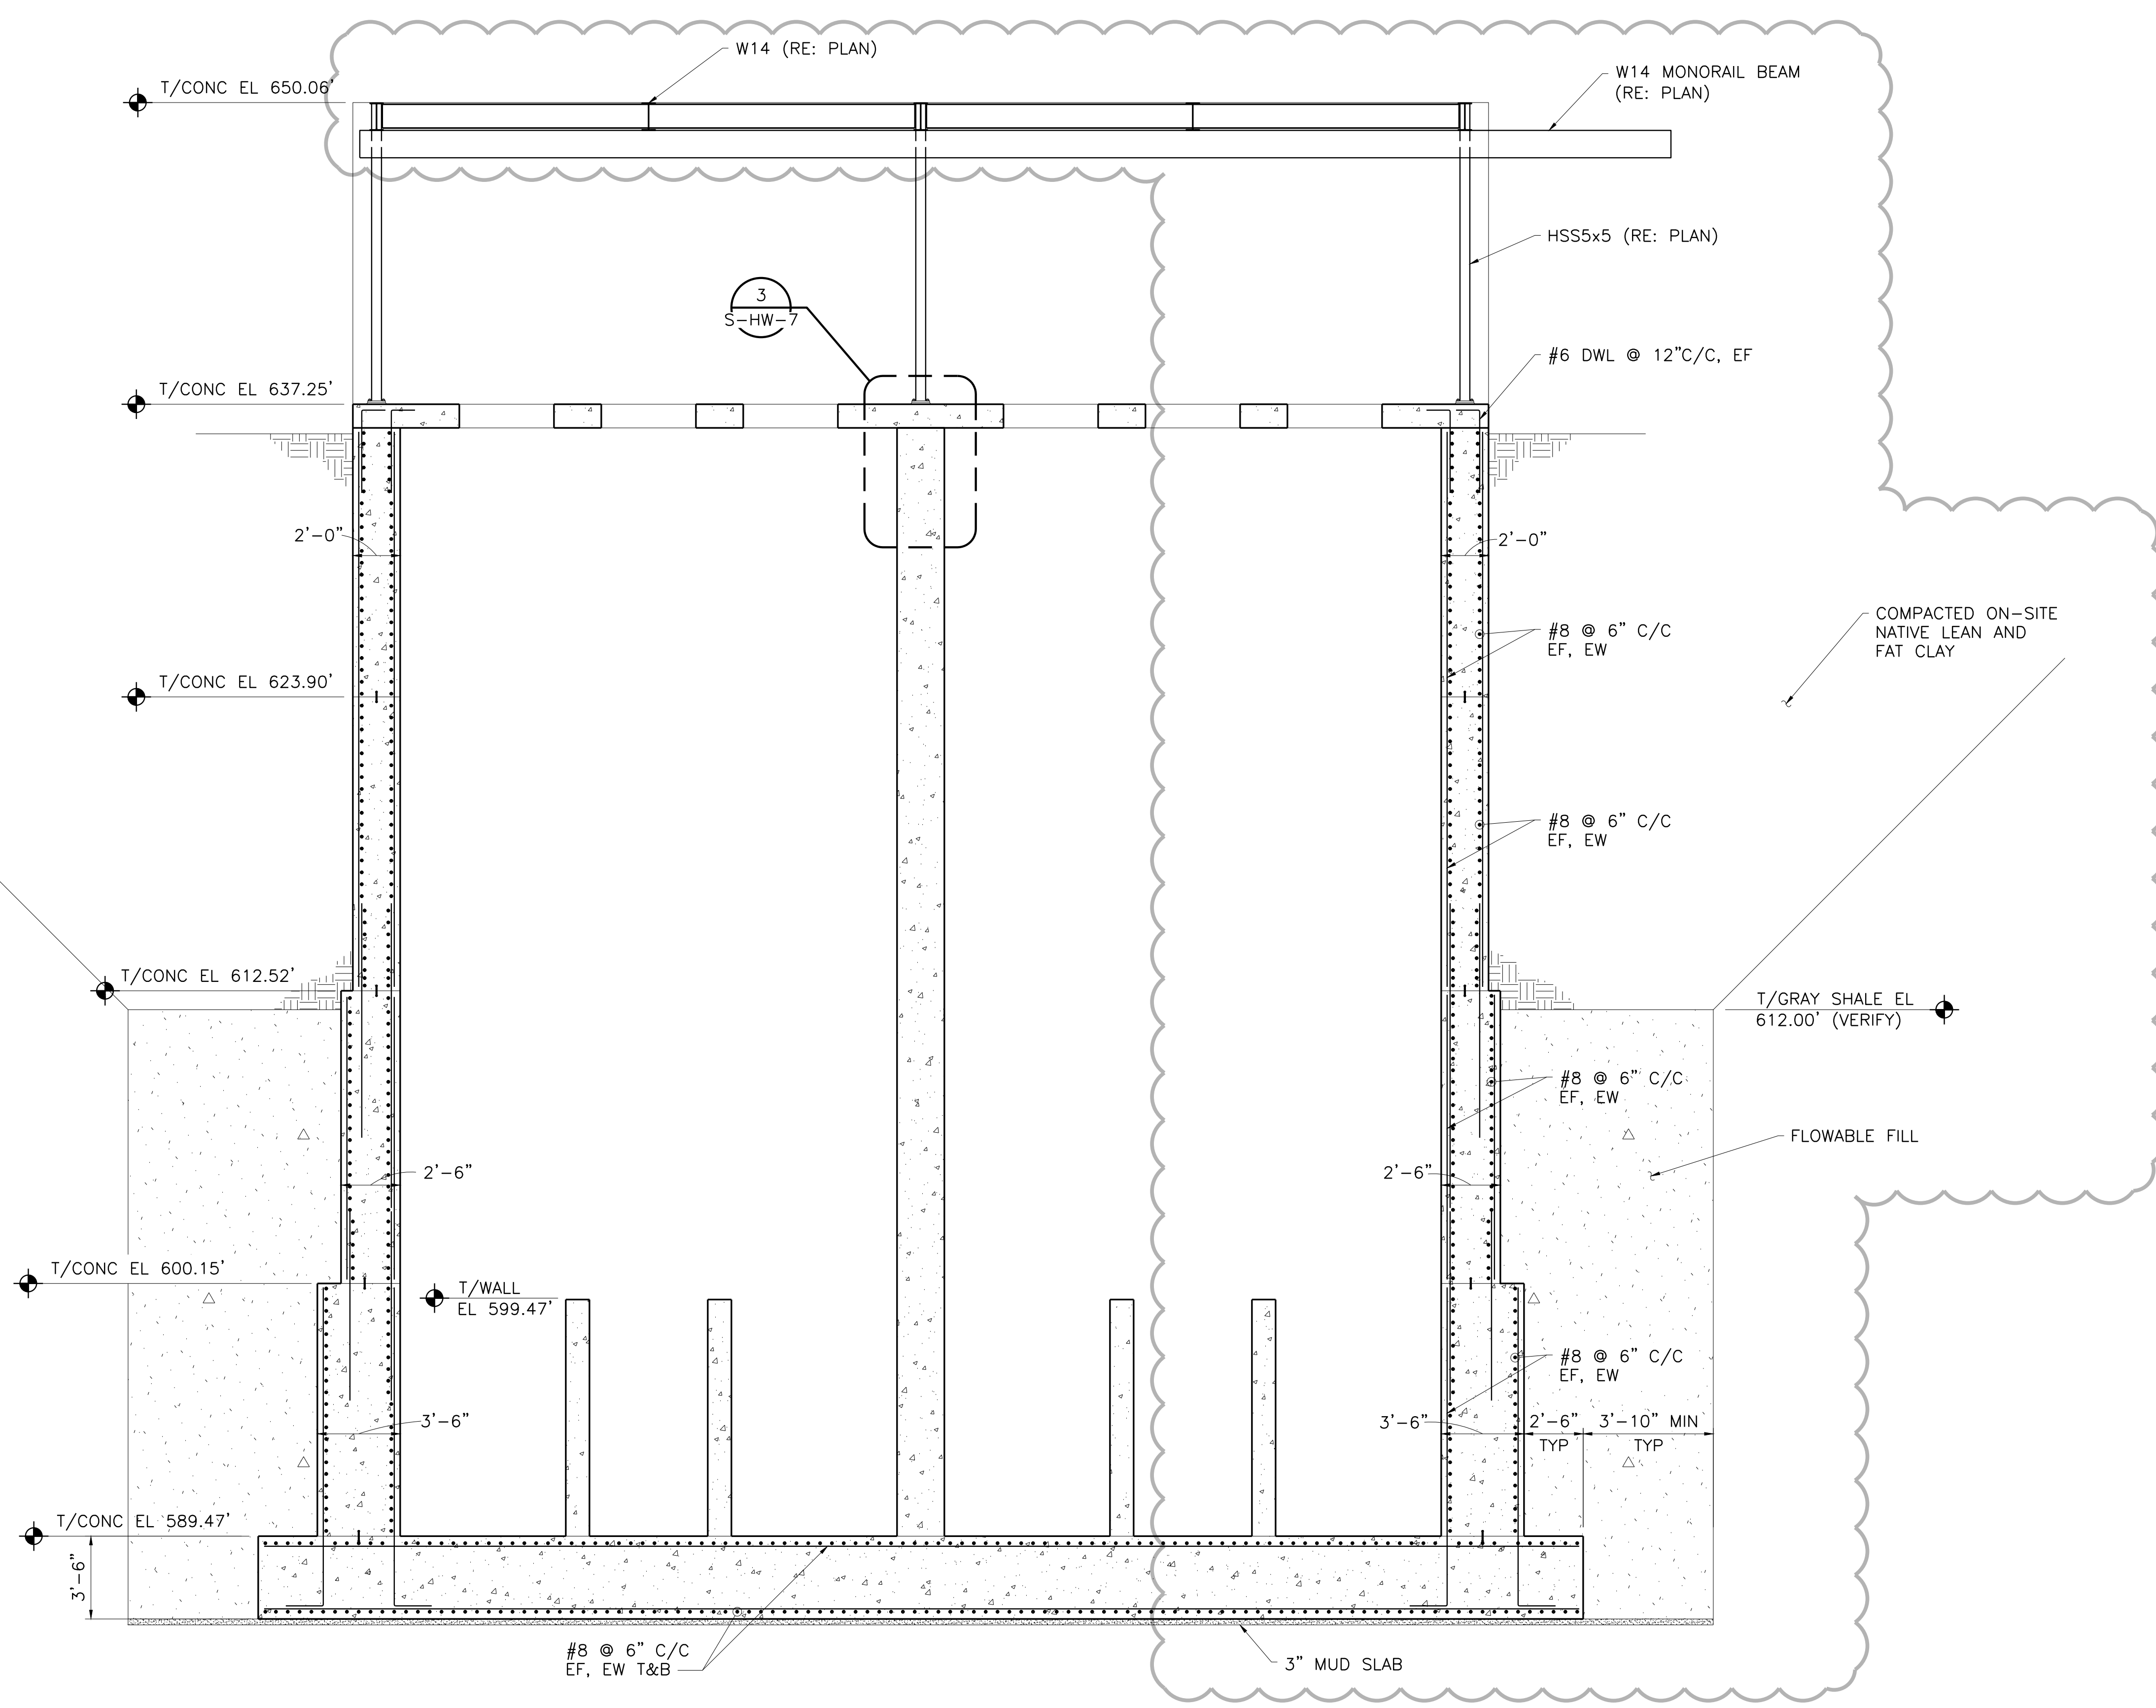 W14 (RE: PLAN)
T/CONC EL 650.06'
W14 MONORAIL BEAM
(RE: PLAN)
HSS5x5 (RE: PLAN)
3
S-HW-7
#6 DWL @ 12"C/C, EF
T/CONC EL 637.25'
2'-0"
2'-0"
COMPACTED ON-SITE
NATIVE LEAN AND
FAT CLAY
#8 @ 6" C/C
EF, EW
T/CONC EL 623.90'
#8 @ 6" C/C
EF, EW
T/CONC EL 612.52'
T/GRAY SHALE EL
612.00' (VERIFY)
#8 @ 6" C/C
EF, EW
FLOWABLE FILL
2'-6"
2'-6"
T/CONC EL 600.15'
T/WALL
EL 599.47'
#8 @ 6" C/C
EF, EW
3'-6"
3'-6"
2'-6"
TYP
3'-10" MIN
TYP
T/CONC EL 589.47'
3'-6"
#8 @ 6" C/C
EF, EW T&B
3" MUD SLAB